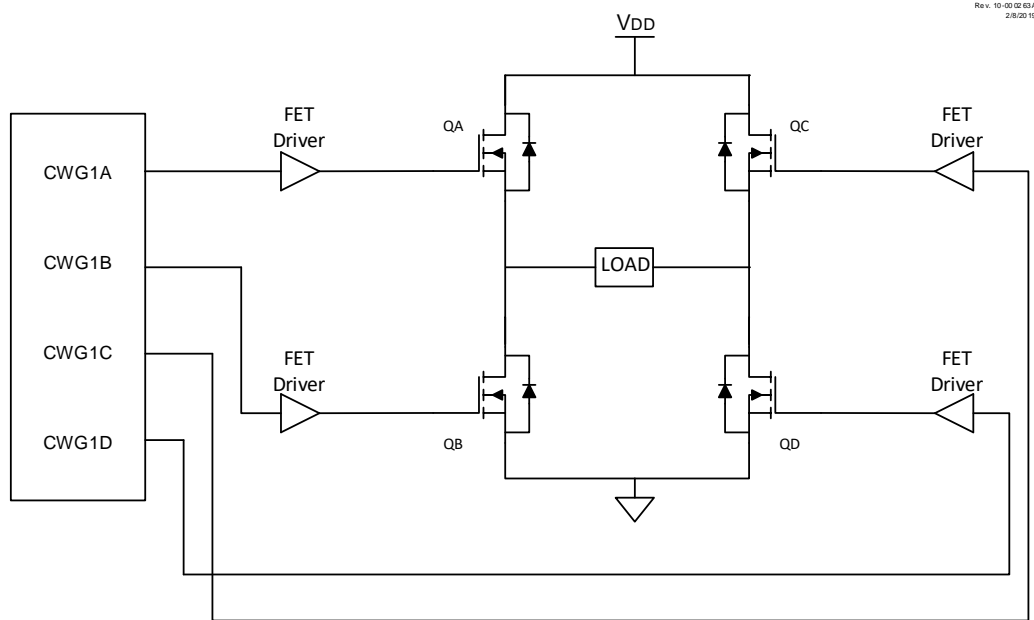 Rev. 10-000263A
2/8/2019
VDD
FET
Driver
QA
QC
FET
Driver
CWG1A
CWG1B
LOAD
CWG1C
FET
Driver
FET
Driver
CWG1D
QB
QD